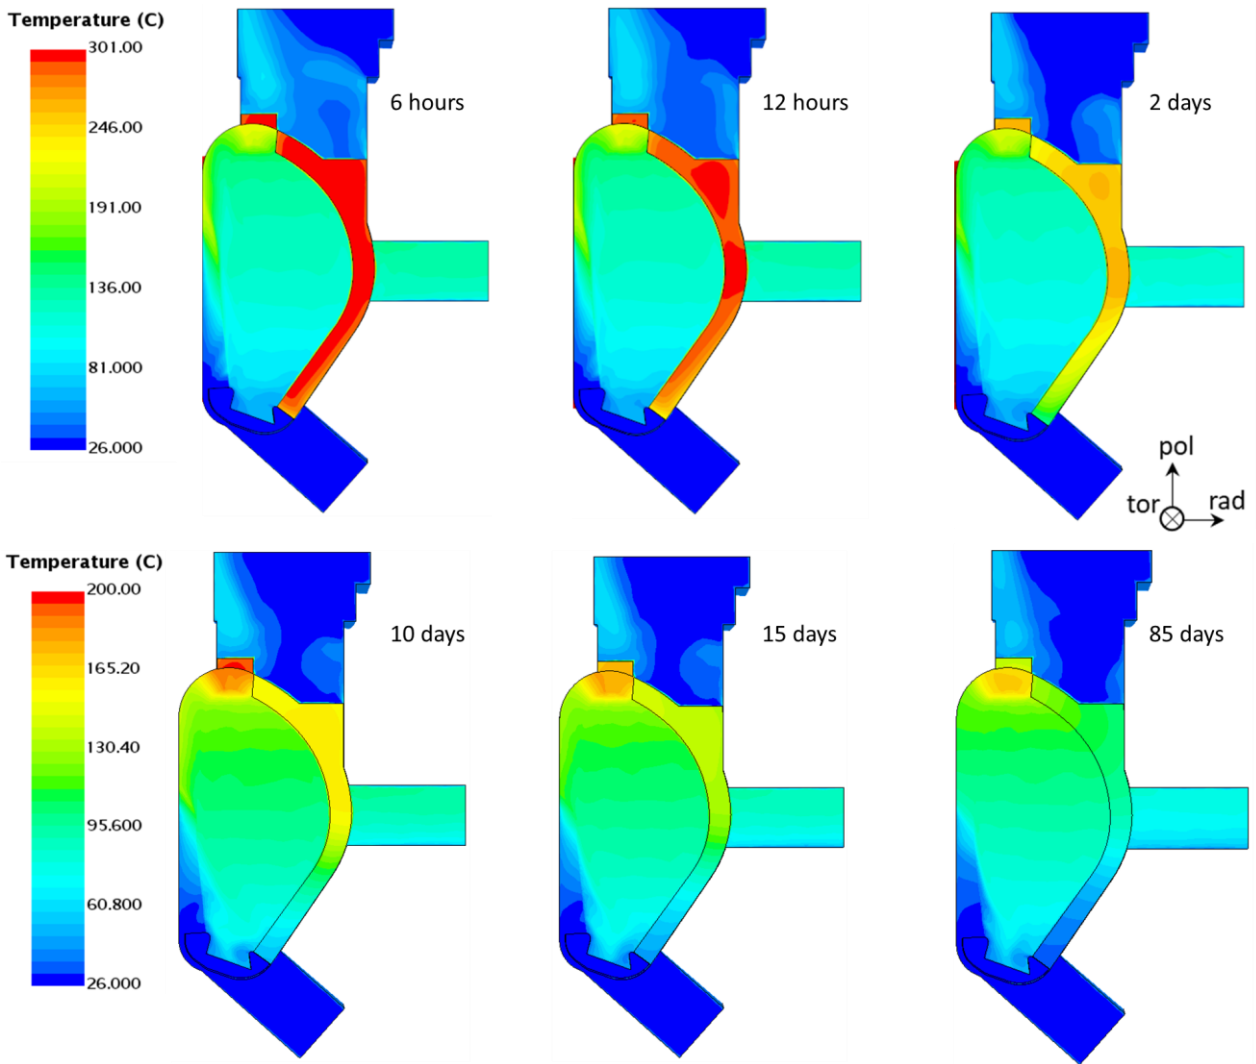 Temperature (C)
301.00
246.00
191.00
136.00
81.000
26.000
6 hours
12 hours
2 days
pol
tor
rad
Temperature (C)
200.00
165.20
130.40
95.600
60.800
26.000
10 days
15 days
85 days